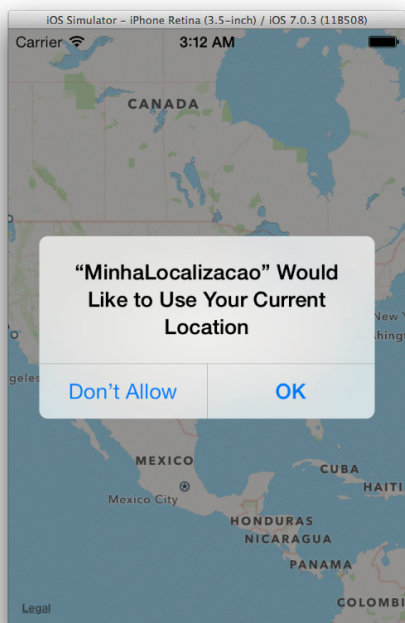 iOS Simulator – iPhone Retina (3.5-inch) / iOS 7.0.3 (11B508)
Carrier 3:12 AM
CANADA
“MinhaLocalizacao” Would
Like to Use Your Current
Location
New
Don’t Allow OK
MEXICO
CUBA
Mexico City
HAITI
HONDURAS
NICARAGUA
PANAMA
COLOMBI
Legal